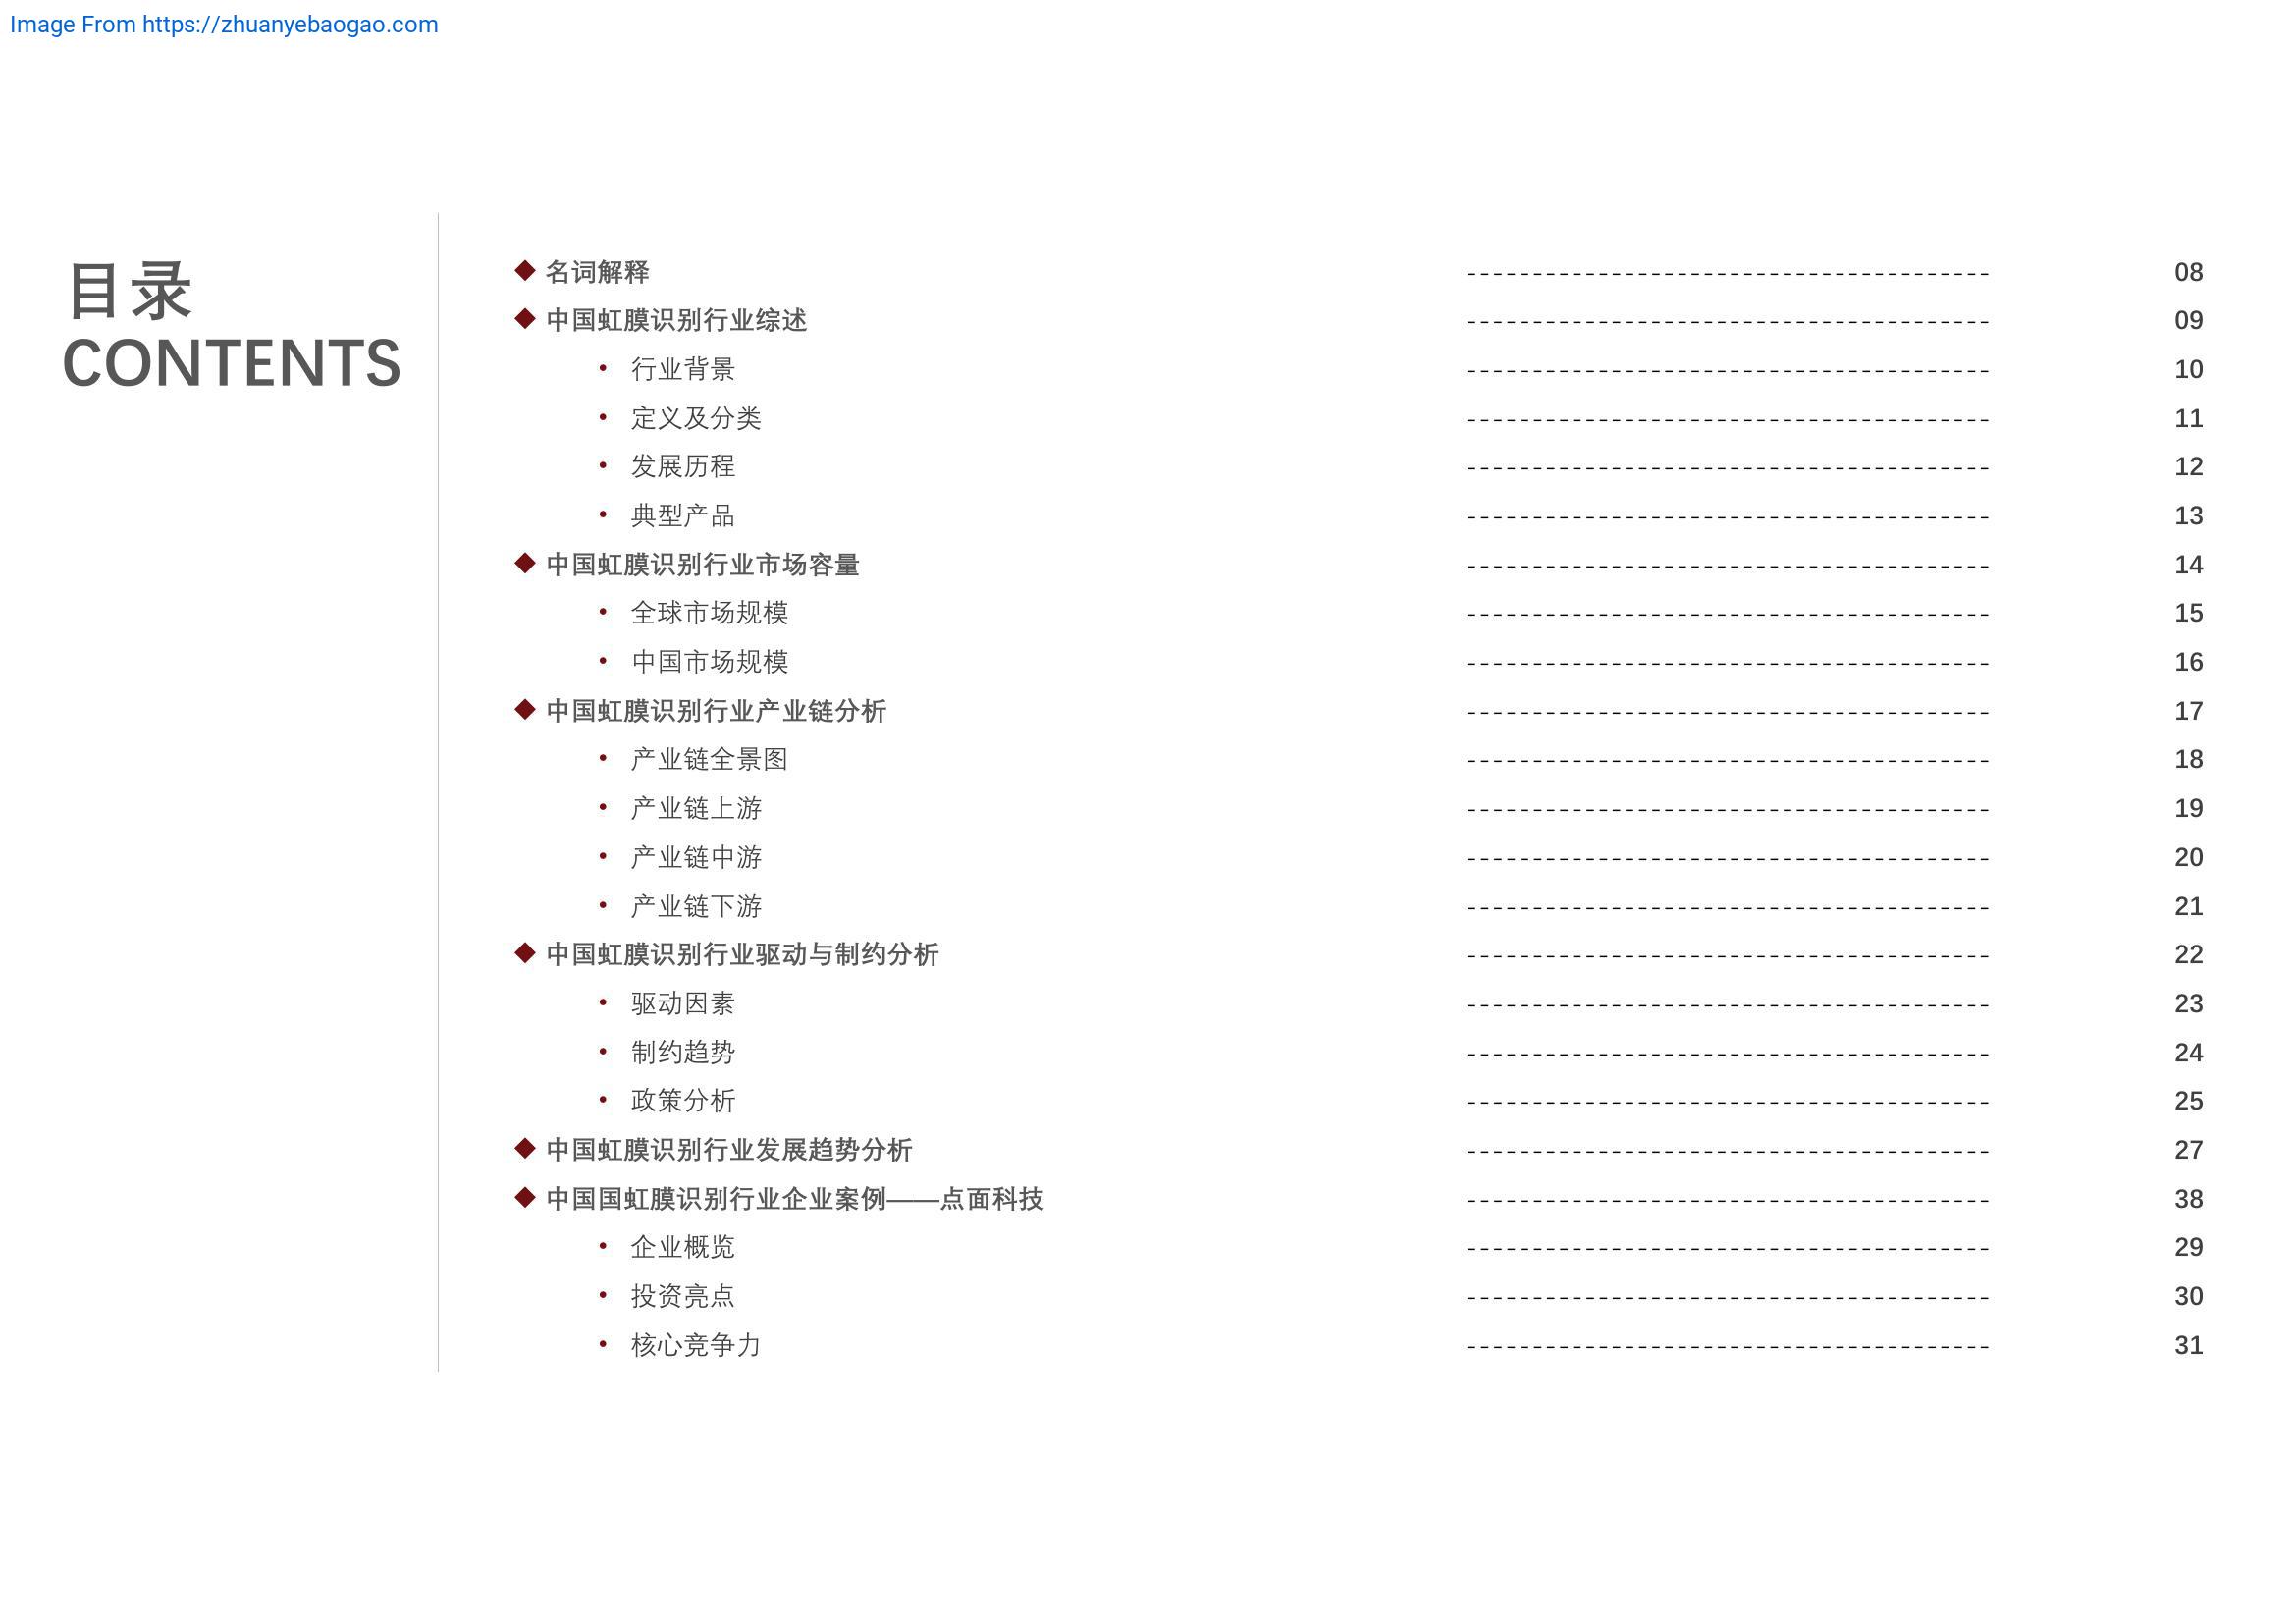 Image From https://zhuanyebaogao.com
目录
CONTENTS
◆ 名词解释 ---------------------------------------- 08
◆ 中国虹膜识别行业综述 ---------------------------------------- 09
• 行业背景 ---------------------------------------- 10
• 定义及分类 ---------------------------------------- 11
• 发展历程 ---------------------------------------- 12
• 典型产品 ---------------------------------------- 13
◆ 中国虹膜识别行业市场容量 ---------------------------------------- 14
• 全球市场规模 ---------------------------------------- 15
• 中国市场规模 ---------------------------------------- 16
◆ 中国虹膜识别行业产业链分析 ---------------------------------------- 17
• 产业链全景图 ---------------------------------------- 18
• 产业链上游 ---------------------------------------- 19
• 产业链中游 ---------------------------------------- 20
• 产业链下游 ---------------------------------------- 21
◆ 中国虹膜识别行业驱动与制约分析 ---------------------------------------- 22
• 驱动因素 ---------------------------------------- 23
• 制约趋势 ---------------------------------------- 24
• 政策分析 ---------------------------------------- 25
◆ 中国虹膜识别行业发展趋势分析 ---------------------------------------- 27
◆ 中国国虹膜识别行业企业案例——点面科技 ---------------------------------------- 38
• 企业概览 ---------------------------------------- 29
• 投资亮点 ---------------------------------------- 30
• 核心竞争力 ---------------------------------------- 31